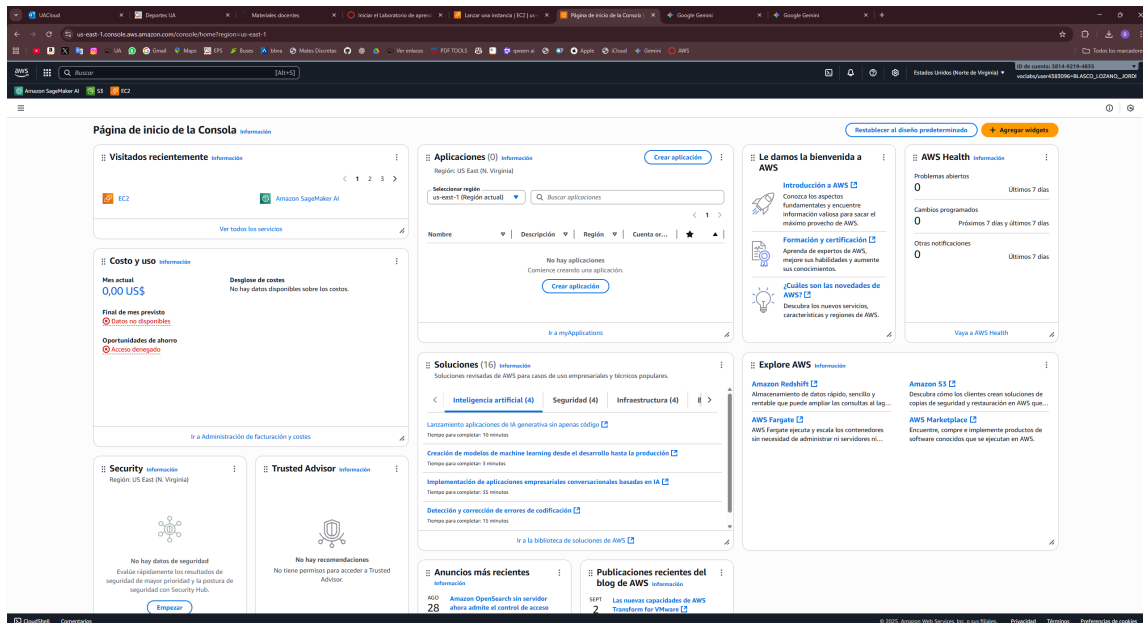 UACloud
Deportes UA
Materiales docentes
Iniciar el Laboratorio de aprend
Lanzar una instancia | EC2 | us-e
Página de inicio de la Consola |
Google Gemini
Google Gemini
us-east-1.console.aws.amazon.com/console/home?region=us-east-1
UA
Gmail
Maps
EPS
Buses
bbva
Mates Discretas
Ver enlaces
PDF TOOLS
qwen ai
Apple
iCloud
Gemini
AWS
Todos los marcadores
aws
Buscar
[Alt+S]
Estados Unidos (Norte de Virginia)
ID de cuenta: 3814-9219-4835
voclabs/user4383096=BLASCO_LOZANO,_JORDI
Amazon SageMaker AI
S3
EC2
Página de inicio de la Consola Información
Restablecer al diseño predeterminado
+ Agregar widgets
Visitados recientemente Información
1 2 3
EC2
Amazon SageMaker AI
Ver todos los servicios
Costo y uso Información
Mes actual
0,00 US$
Desglose de costes
No hay datos disponibles sobre los costos.
Final de mes previsto
Datos no disponibles
Oportunidades de ahorro
Acceso denegado
Ir a Administración de facturación y costes
Security Información
Región: US East (N. Virginia)
No hay datos de seguridad
Evalúe rápidamente los resultados de
seguridad de mayor prioridad y la postura de
seguridad con Security Hub.
Empezar
Trusted Advisor Información
No hay recomendaciones
No tiene permisos para acceder a Trusted
Advisor.
Aplicaciones (0) Información
Crear aplicación
Región: US East (N. Virginia)
Seleccionar región
us-east-1 (Región actual)
Buscar aplicaciones
1
Nombre
Descripción
Región
Cuenta or...
No hay aplicaciones
Comience creando una aplicación.
Crear aplicación
Ir a myApplications
Soluciones (16) Información
Soluciones revisadas de AWS para casos de uso empresariales y técnicos populares.
Inteligencia artificial (4)
Seguridad (4)
Infraestructura (4)
Lanzamiento aplicaciones de IA generativa sin apenas código
Tiempo para completar: 10 minutos
Creación de modelos de machine learning desde el desarrollo hasta la producción
Tiempo para completar: 3 minutos
Implementación de aplicaciones empresariales conversacionales basadas en IA
Tiempo para completar: 55 minutos
Detección y corrección de errores de codificación
Tiempo para completar: 15 minutos
Ir a la biblioteca de soluciones de AWS
Anuncios más recientes
Información
AGO
28
Amazon OpenSearch sin servidor
ahora admite el control de acceso
Publicaciones recientes del
blog de AWS Información
SEPT
2
Las nuevas capacidades de AWS
Transform for VMware
Le damos la bienvenida a
AWS
Introducción a AWS
Conozca los aspectos
fundamentales y encuentre
información valiosa para sacar el
máximo provecho de AWS.
Formación y certificación
Aprenda de expertos de AWS,
mejore sus habilidades y aumente
sus conocimientos.
¿Cuáles son las novedades de
AWS?
Descubra los nuevos servicios,
características y regiones de AWS.
AWS Health Información
Problemas abiertos
0
Últimos 7 días
Cambios programados
0
Próximos 7 días y últimos 7 días
Otras notificaciones
0
Últimos 7 días
Vaya a AWS Health
Explore AWS Información
Amazon Redshift
Almacenamiento de datos rápido, sencillo y
rentable que puede ampliar las consultas al lag...
AWS Fargate
AWS Fargate ejecuta y escala los contenedores
sin necesidad de administrar ni servidores ni...
Amazon S3
Descubra cómo los clientes crean soluciones de
copias de seguridad y restauración en AWS que...
AWS Marketplace
Encuentre, compre e implemente productos de
software conocidos que se ejecutan en AWS.
CloudShell
Comentarios
© 2025, Amazon Web Services, Inc. o sus filiales.
Privacidad
Términos
Preferencias de cookies